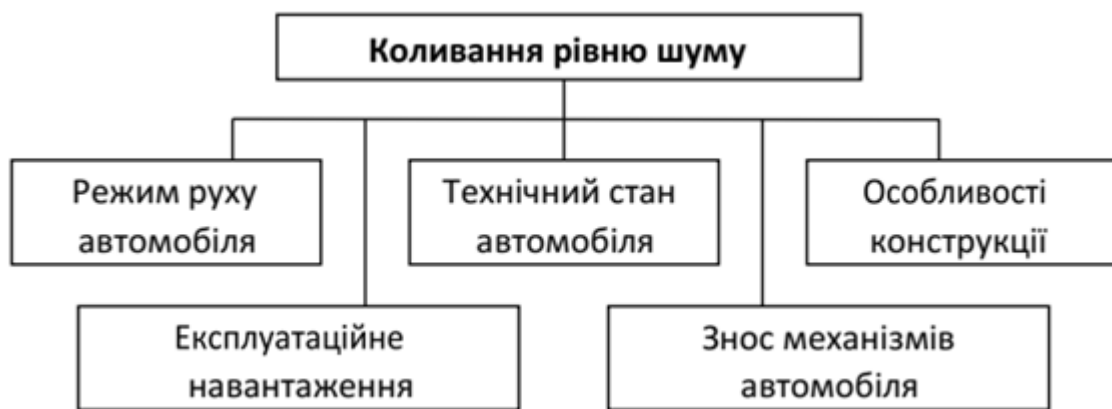 Коливання рівню шуму
Режим руху
автомобіля
Технічний стан
автомобіля
Особливості
конструкції
Експлуатаційне
навантаження
Знос механізмів
автомобіля